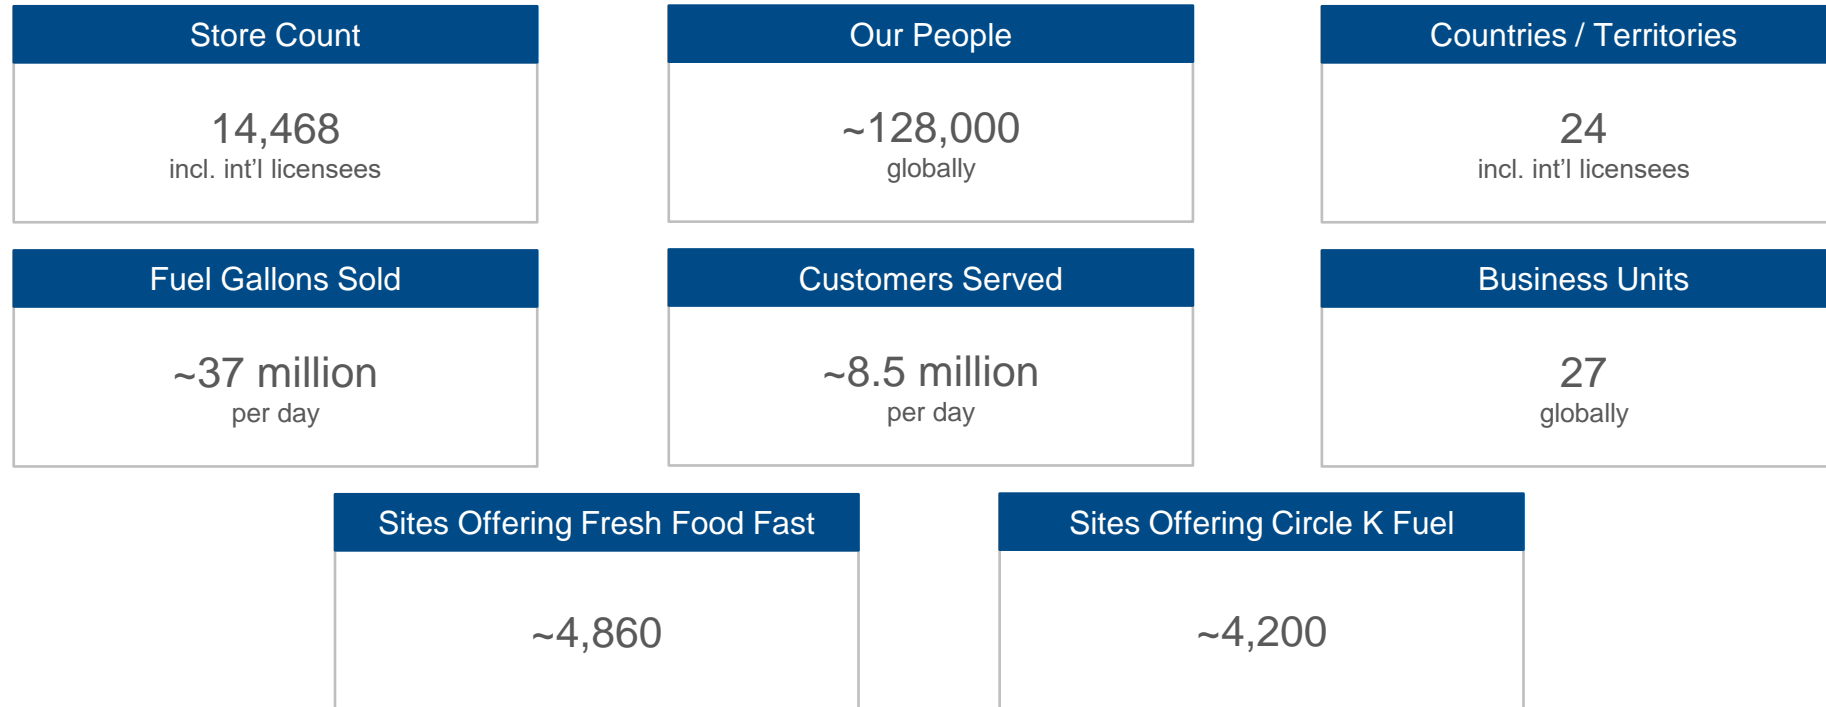 Store Count
14,468
incl. int’l licensees
Our People
~128,000
globally
Countries / Territories
24
incl. int’l licensees
Fuel Gallons Sold
~37 million
per day
Customers Served
~8.5 million
per day
Business Units
27
globally
Sites Offering Fresh Food Fast
~4,860
Sites Offering Circle K Fuel
~4,200